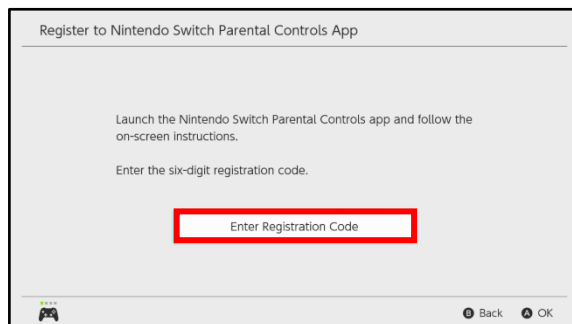 Register to Nintendo Switch Parental Controls App
Launch the Nintendo Switch Parental Controls app and follow the
on-screen instructions.
Enter the six-digit registration code.
Enter Registration Code
B Back A OK